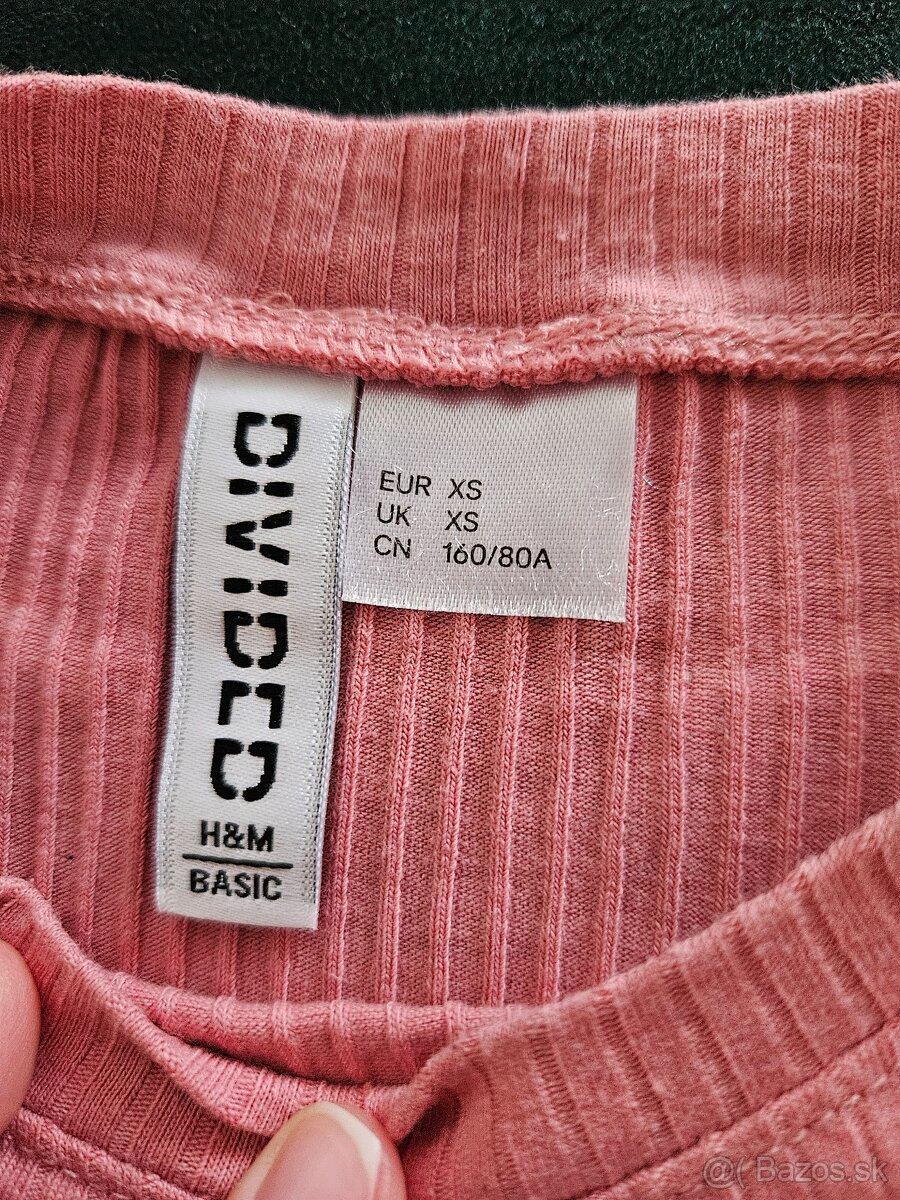 DIVIDED
H&M
BASIC
EUR XS
UK XS
CN 160/80A
@( Bazos.sk